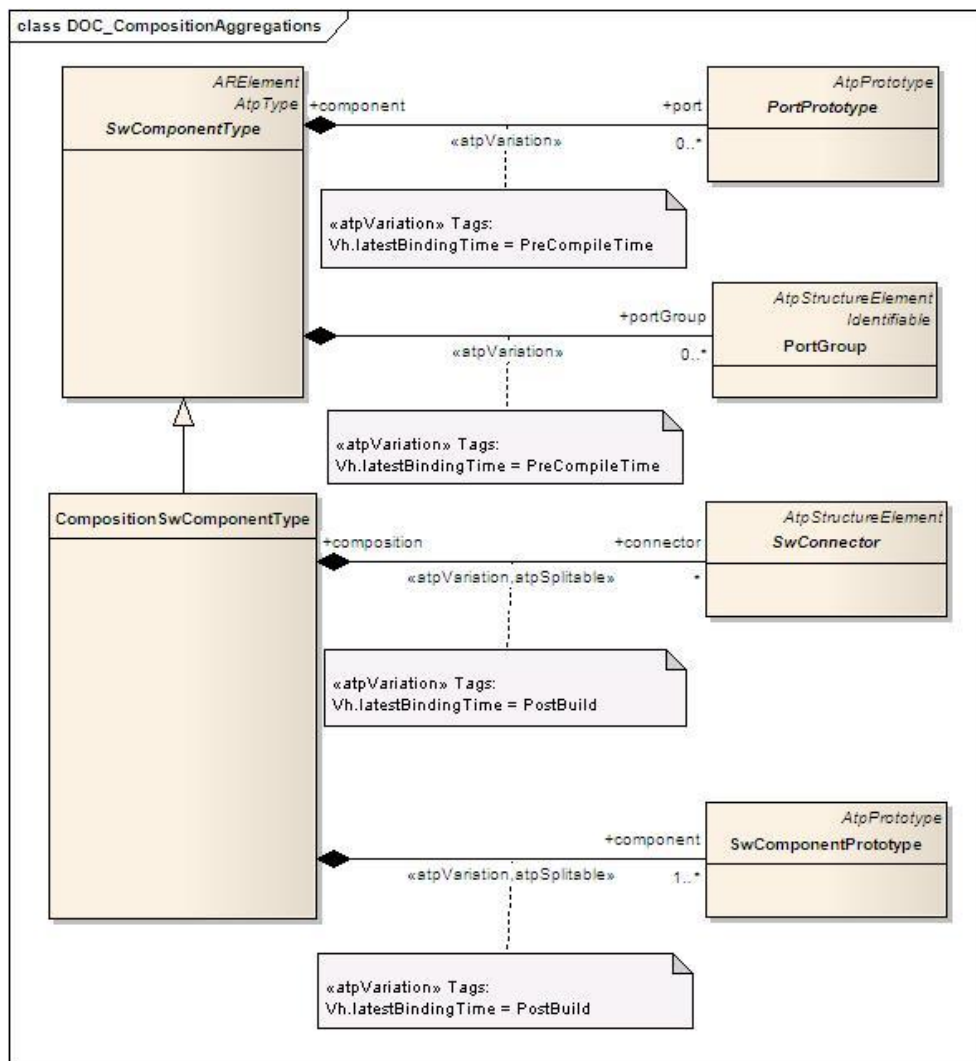 class DOC_CompositionAggregations
ARElement
AtpType
SwComponentType
+component
+port
«atpVariation»
0..*
AtpPrototype
PortPrototype
«atpVariation» Tags:
Vh.latestBindingTime = PreCompileTime
+portGroup
«atpVariation»
0..*
AtpStructureElement
Identifiable
PortGroup
«atpVariation» Tags:
Vh.latestBindingTime = PreCompileTime
CompositionSwComponentType
+composition
+connector
«atpVariation,atpSplitable»
*
AtpStructureElement
SwConnector
«atpVariation» Tags:
Vh.latestBindingTime = PostBuild
+component
«atpVariation,atpSplitable»
1..*
AtpPrototype
SwComponentPrototype
«atpVariation» Tags:
Vh.latestBindingTime = PostBuild